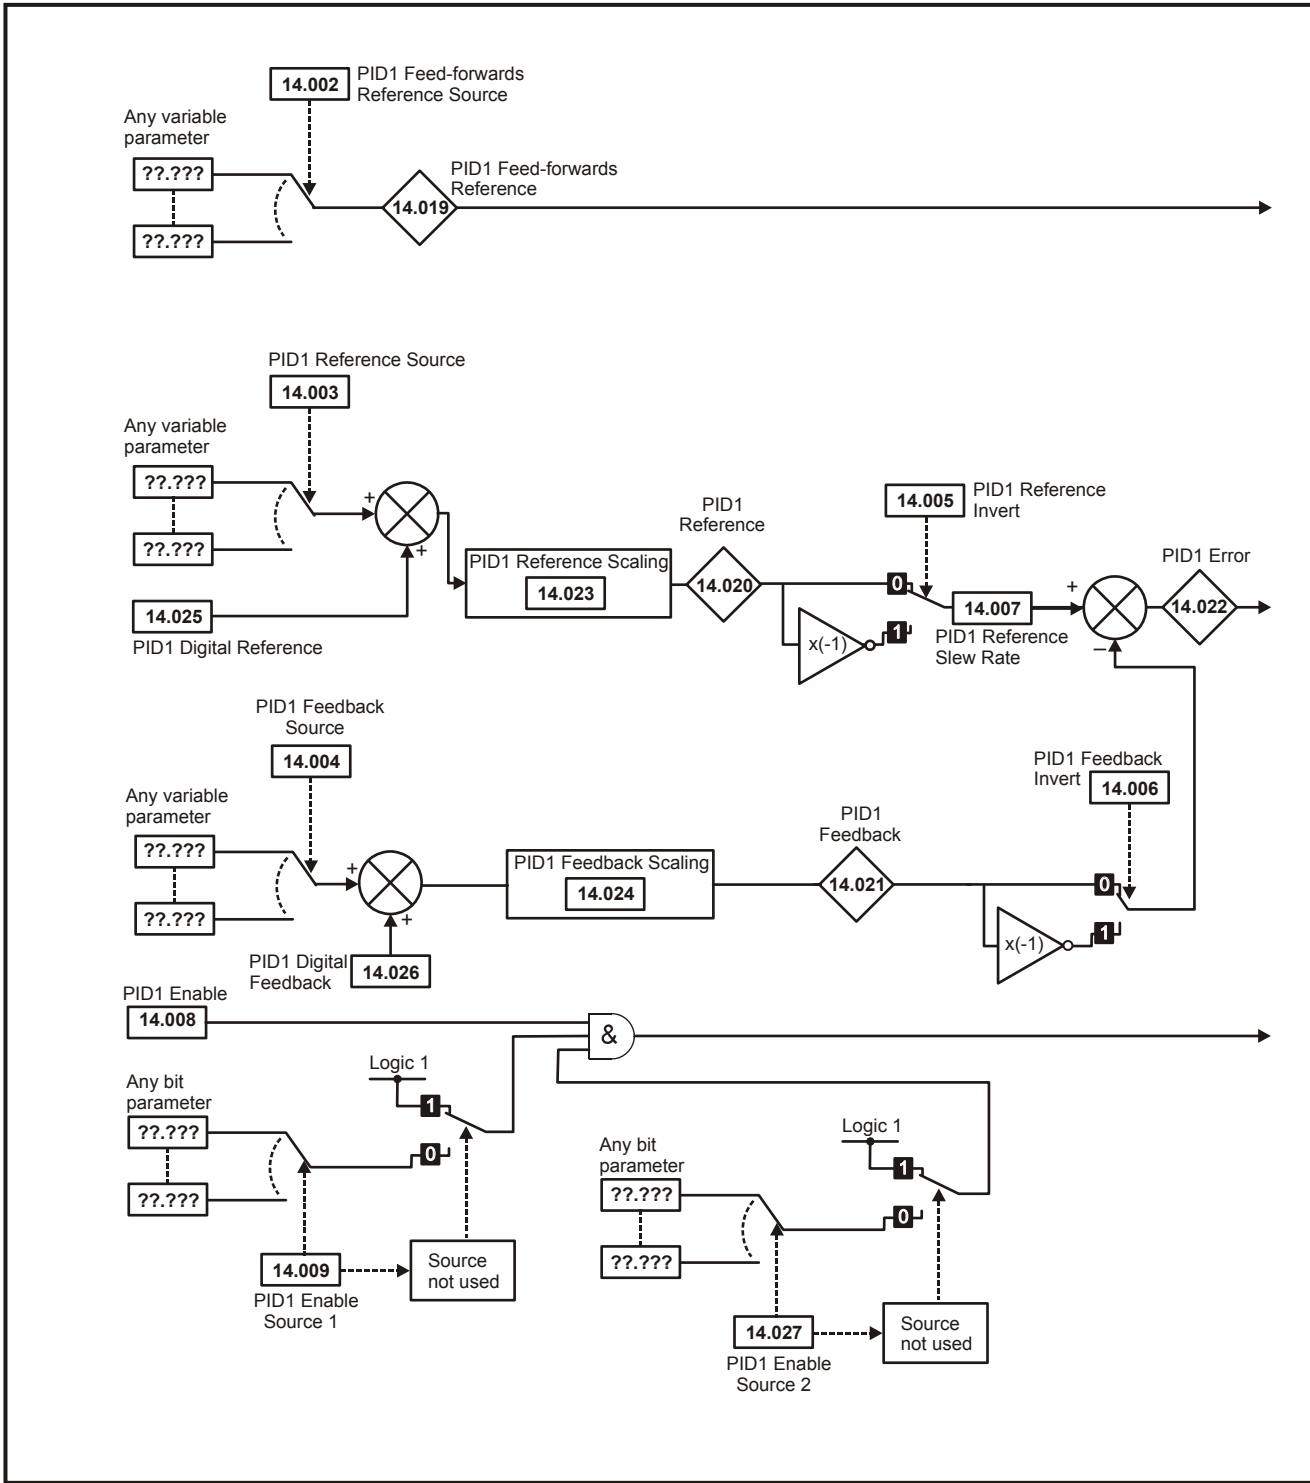 14.002
PID1 Feed-forwards
Reference Source
Any variable
parameter
??.???
??.???
PID1 Feed-forwards
Reference
14.019
PID1 Reference Source
14.003
Any variable
parameter
??.???
??.???
+
+
14.025
PID1 Digital Reference
PID1 Reference Scaling
14.023
PID1
Reference
14.020
14.005
PID1 Reference
Invert
0
1
x(-1)
14.007
PID1 Reference
Slew Rate
+
–
PID1 Error
14.022
PID1 Feedback
Source
14.004
Any variable
parameter
??.???
??.???
+
+
PID1 Digital
Feedback
14.026
PID1 Feedback Scaling
14.024
PID1
Feedback
14.021
PID1 Feedback
Invert
14.006
0
1
x(-1)
PID1 Enable
14.008
&
Logic 1
1
0
Any bit
parameter
??.???
??.???
14.009
PID1 Enable
Source 1
Source
not used
Logic 1
1
0
Any bit
parameter
??.???
??.???
14.027
PID1 Enable
Source 2
Source
not used